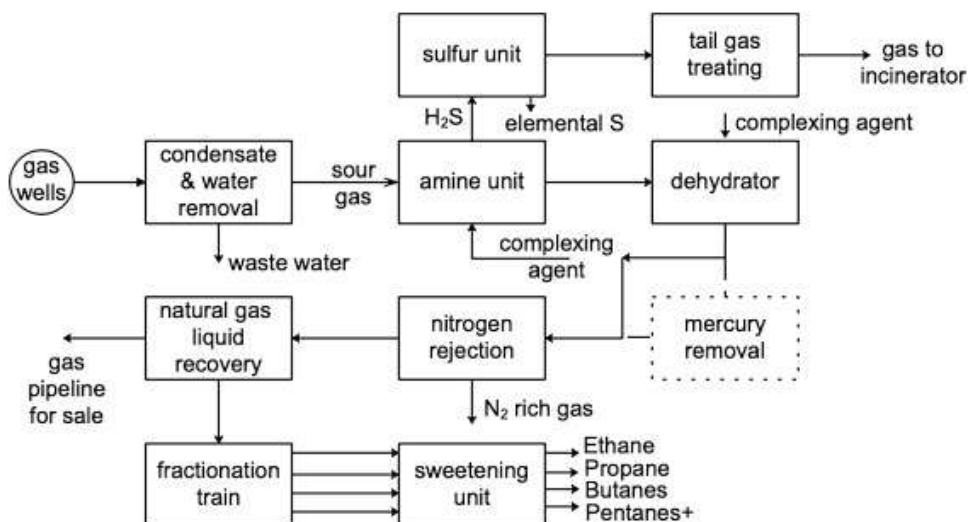 sulfur unit
tail gas
treating
gas to
incinerator
H₂S
elemental S
complexing agent
gas
wells
condensate
& water
removal
sour
gas
amine unit
dehydrator
waste water
complexing
agent
natural gas
liquid
recovery
nitrogen
rejection
mercury
removal
gas
pipeline
for sale
N₂ rich gas
fractionation
train
sweetening
unit
Ethane
Propane
Butanes
Pentanes+